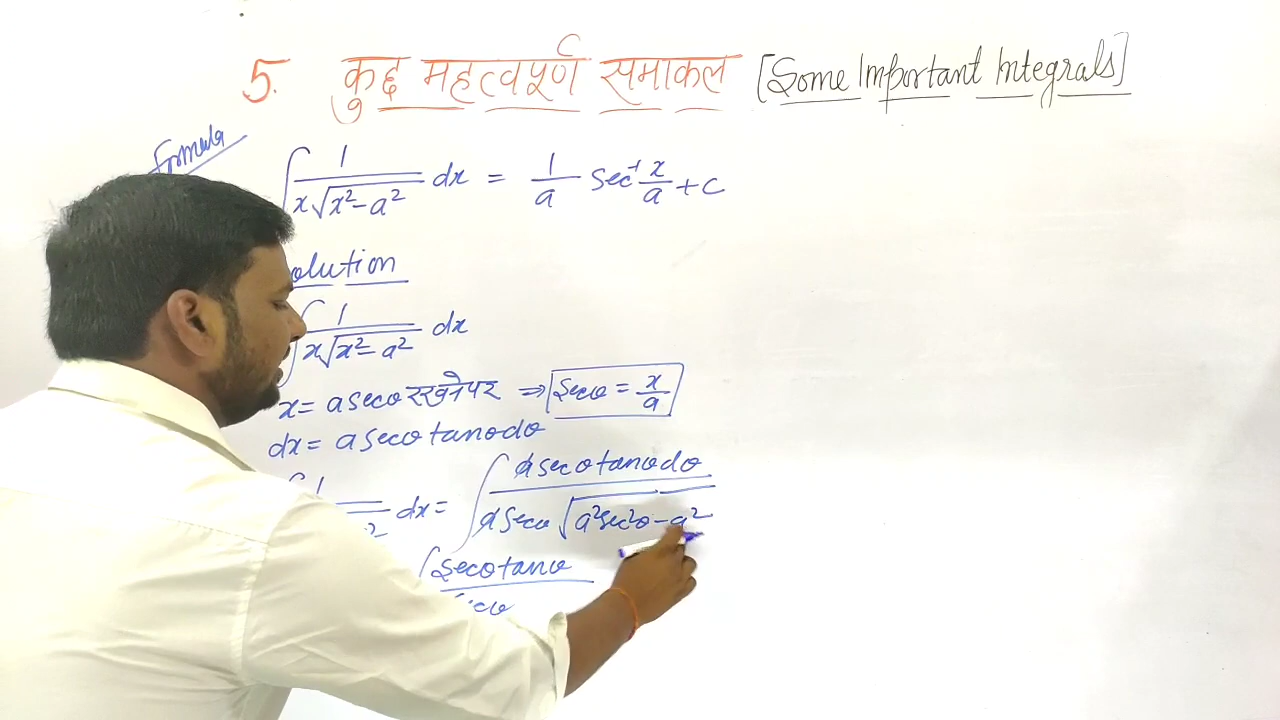 5. कुछ महत्वपूर्ण समाकल [Some Important Integrals]
Formula
∫ 1/(x√(x²-a²)) dx = 1/a sec⁻¹ x/a + c
olution
∫ 1/(x√(x²-a²)) dx
x = a secθ रखने पर ⇒ secθ = x/a
dx = a secθ tanθ dθ
∫ 1 dx = ∫ a secθ tanθ dθ/(a secθ √(a²sec²θ-a²))
∫ secθ tanθ